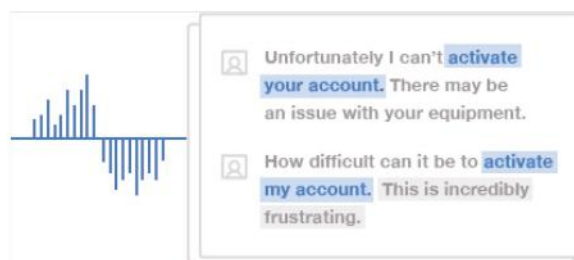 Unfortunately I can't activate
your account. There may be
an issue with your equipment.
How difficult can it be to activate
my account. This is incredibly
frustrating.